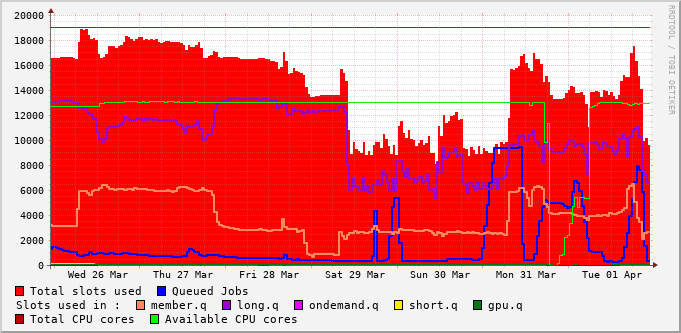 20000
18000
16000
14000
12000
10000
8000
6000
4000
2000
0
Wed 26 Mar Thu 27 Mar Fri 28 Mar Sat 29 Mar Sun 30 Mar Mon 31 Mar Tue 01 Apr
RRDTOOL / TOBI OETIKER
Total slots used Queued Jobs
Slots used in : member.q long.q ondemand.q short.q gpu.q
Total CPU cores Available CPU cores